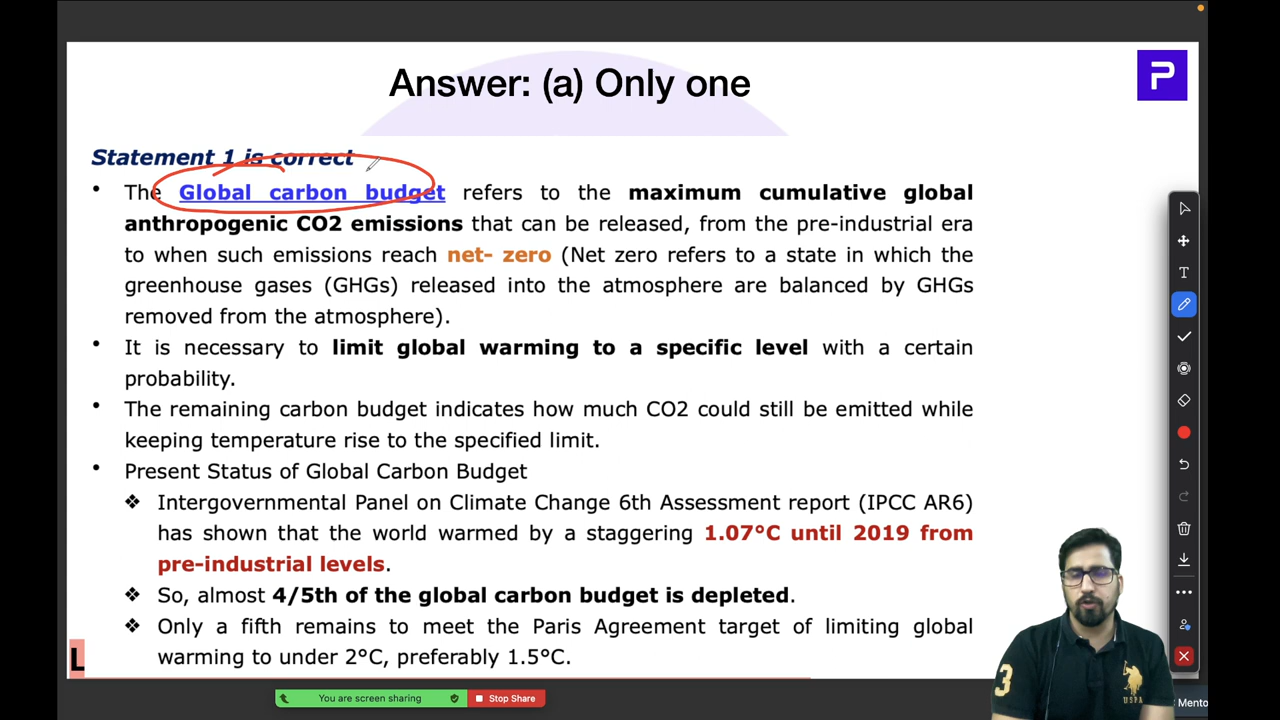 Answer: (a) Only one
P
Statement 1 is correct
• The Global carbon budget refers to the maximum cumulative global
anthropogenic CO2 emissions that can be released, from the pre-industrial era
to when such emissions reach net- zero (Net zero refers to a state in which the
greenhouse gases (GHGs) released into the atmosphere are balanced by GHGs
removed from the atmosphere).
• It is necessary to limit global warming to a specific level with a certain
probability.
• The remaining carbon budget indicates how much CO2 could still be emitted while
keeping temperature rise to the specified limit.
• Present Status of Global Carbon Budget
❖ Intergovernmental Panel on Climate Change 6th Assessment report (IPCC AR6)
has shown that the world warmed by a staggering 1.07°C until 2019 from
pre-industrial levels.
❖ So, almost 4/5th of the global carbon budget is depleted.
❖ Only a fifth remains to meet the Paris Agreement target of limiting global
warming to under 2°C, preferably 1.5°C.
L
T
You are screen sharing
Stop Share
3
USPA
Mento